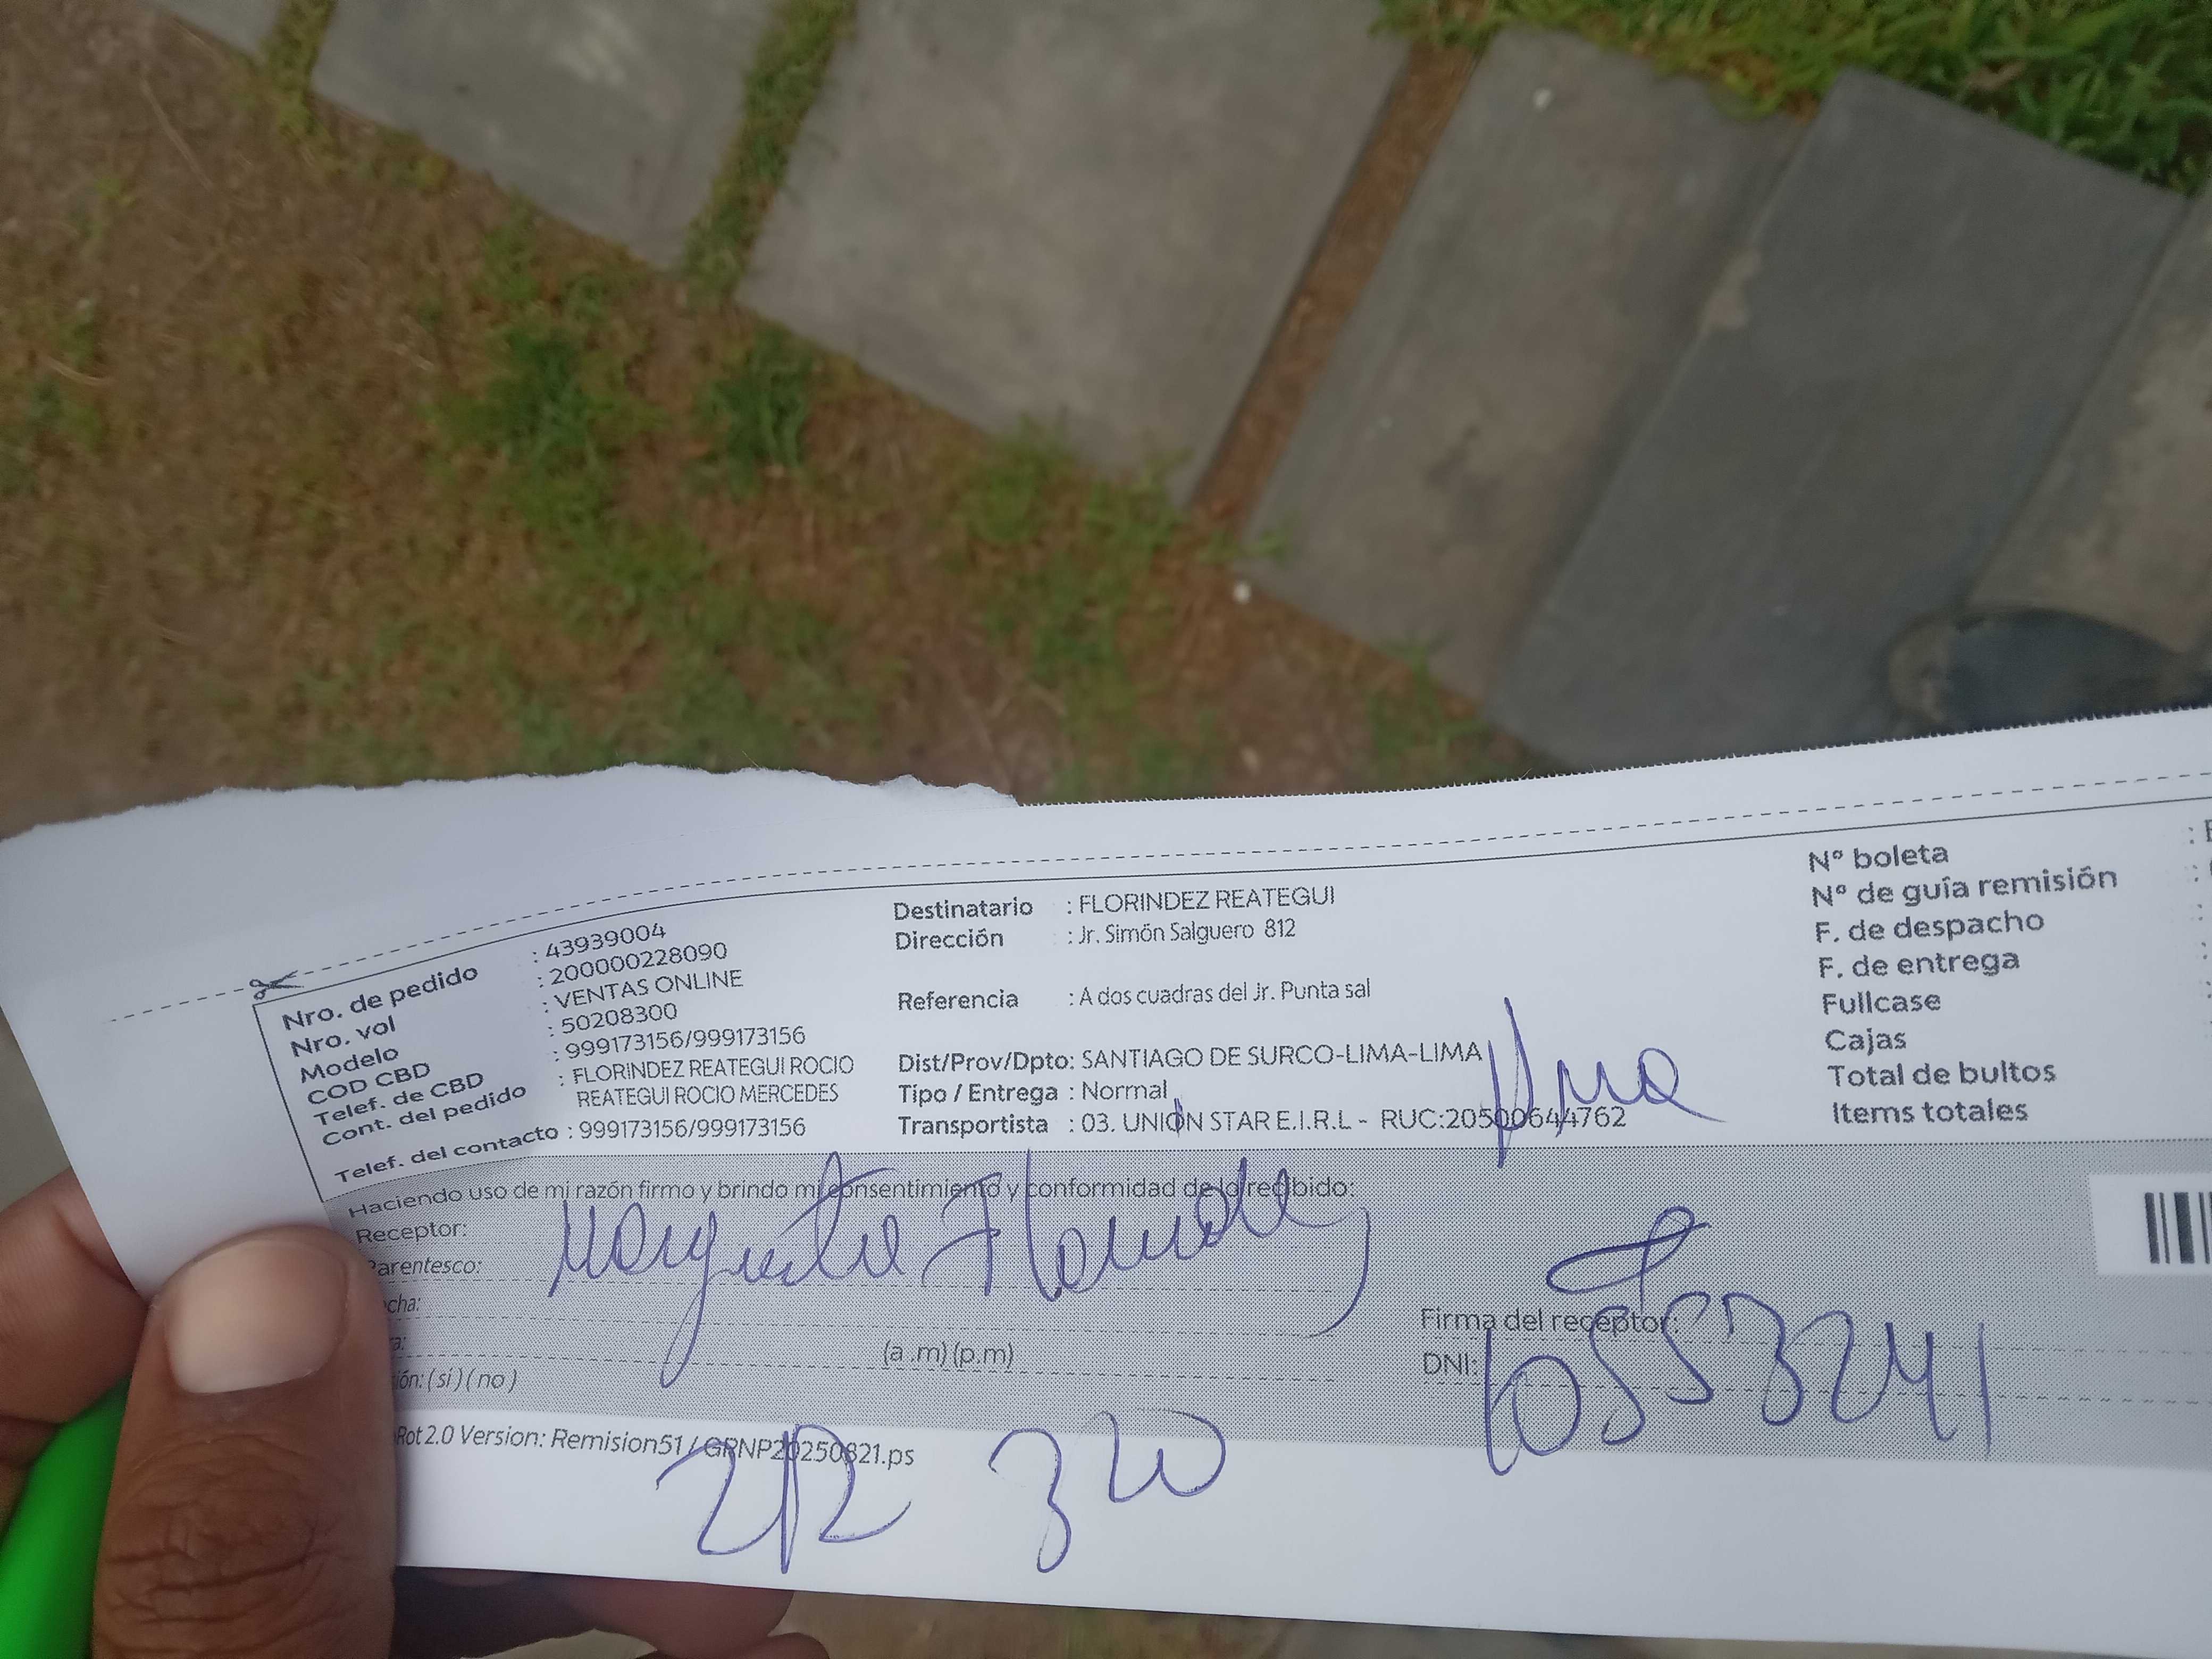 Nro. de pedido : 43939004
Nro. vol : 200000228090
Modelo : VENTAS ONLINE
COD CBD : 50208300
Telef. de CBD : 999173156/999173156
Cont. del pedido : FLORINDEZ REATEGUI ROCIO
REATEGUI ROCIO MERCEDES
Telef. del contacto : 999173156/999173156
Destinatario : FLORINDEZ REATEGUI
Dirección : Jr. Simón Salguero 812
Referencia : A dos cuadras del Jr. Punta sal
Dist/Prov/Dpto: SANTIAGO DE SURCO-LIMA-LIMA
Tipo / Entrega : Normal
Transportista : 03. UNION STAR E.I.R.L - RUC:20500644762
Nº boleta
Nº de guía remisión
F. de despacho
F. de entrega
Fullcase
Cajas
Total de bultos
Items totales
Haciendo uso de mi razón firmo y brindo mi consentimiento y conformidad de lo recibido:
Receptor:
Parentesco:
cha:
a: (a .m) (p.m)
ión: ( si ) ( no )
Firma del receptor:
DNI: 10553241
Rot 2.0 Version: Remision51 / GRNP20250821.ps